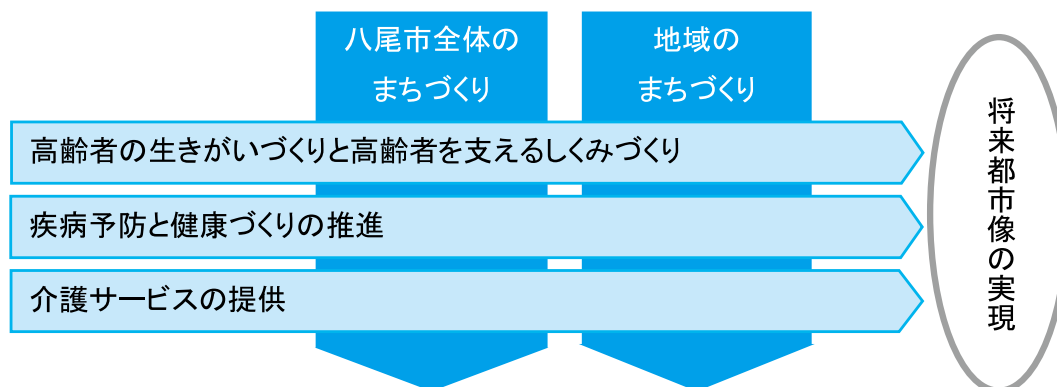 八尾市全体の
まちづくり
地域の
まちづくり
高齢者の生きがいづくりと高齢者を支えるしくみづくり
疾病予防と健康づくりの推進
介護サービスの提供
将来都市像の実現